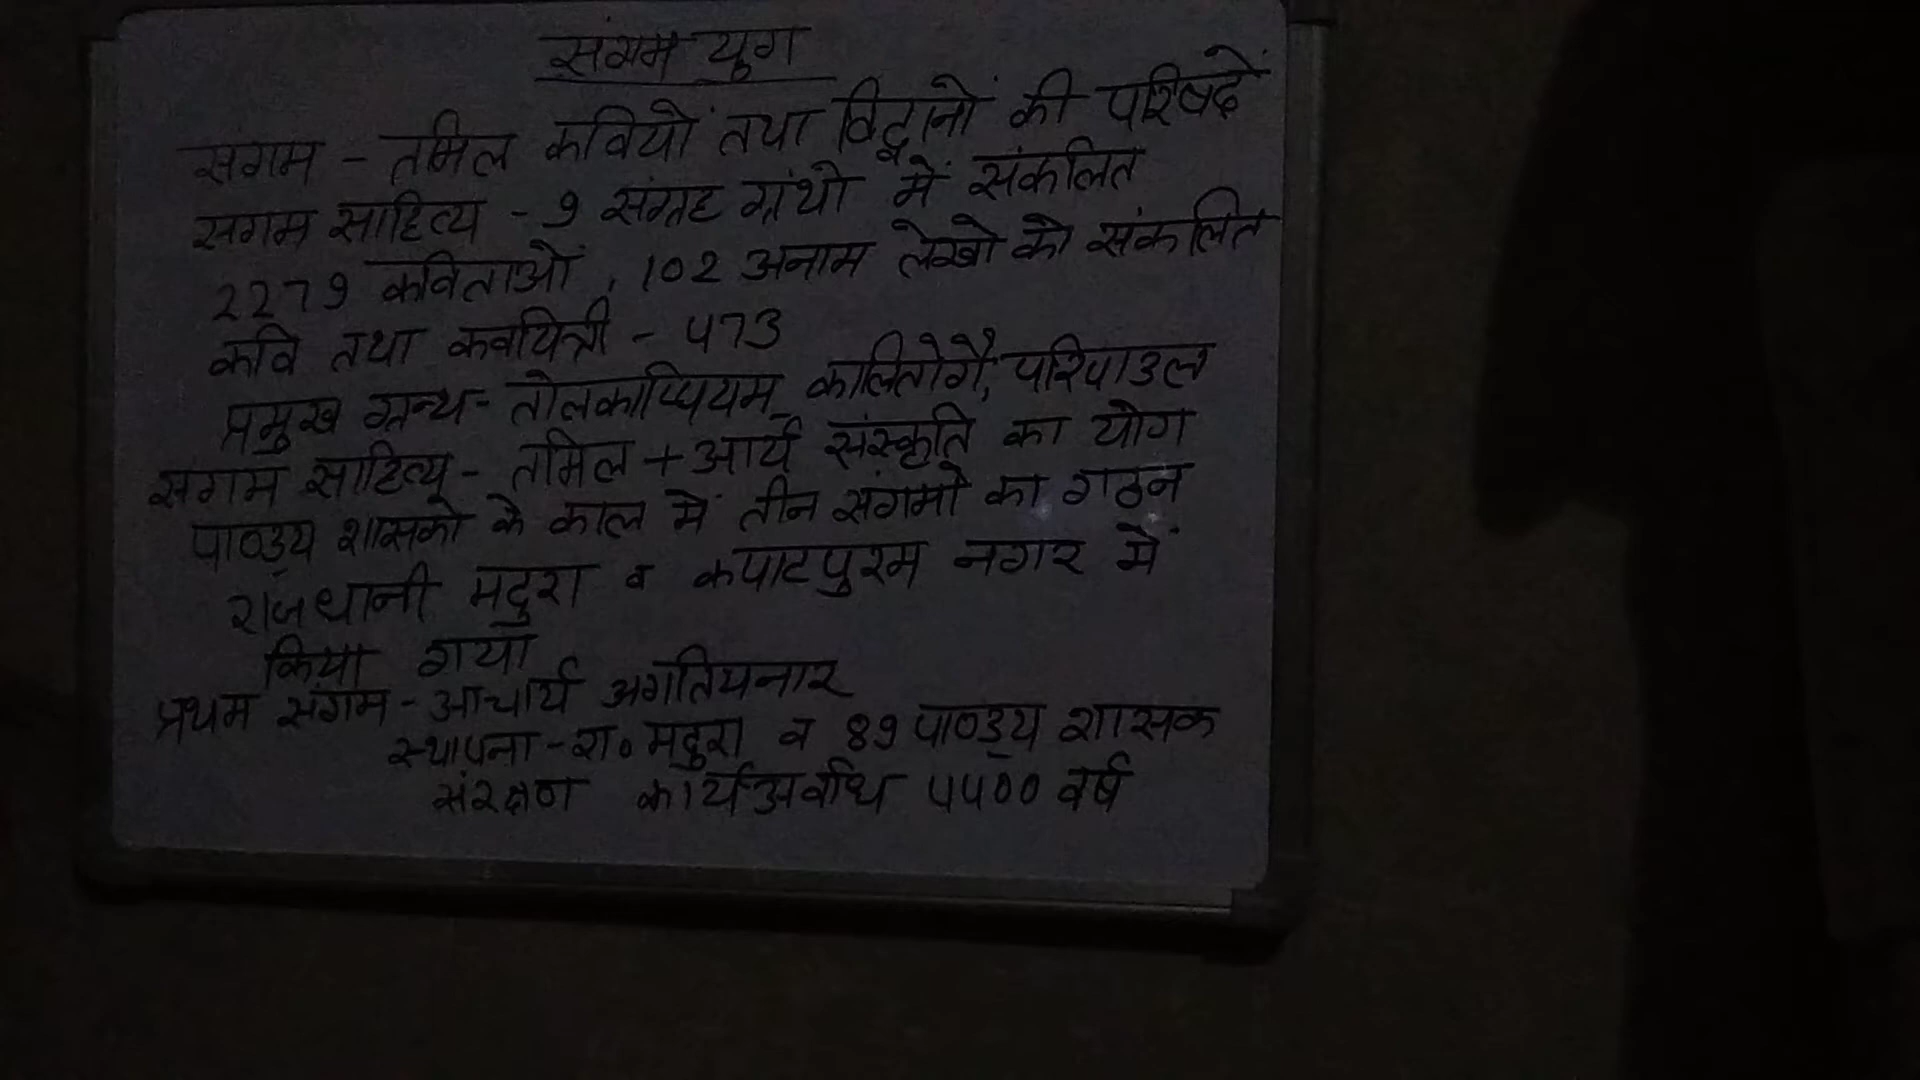 संगम युग
संगम - तमिल कवियों तथा विद्वानों की परिषदें
संगम साहित्य - 9 संग्रह ग्रंथो में संकलित
2279 कविताओं, 102 अनाम लेखो को संकलित
कवि तथा कवयित्री - 473
प्रमुख ग्रन्थ - तोलकाप्पियम, कलितोगै, परिपाडल
संगम साहित्य - तमिल + आर्य संस्कृति का योग
पाण्ड्य शासको के काल में तीन संगमो का गठन
राजधानी मदुरा व कपाटपुरम नगर में
किया गया
प्रथम संगम - आचार्य अगतियनार
स्थापना - रा० मदुरा व 89 पाण्ड्य शासक
संरक्षण कार्यअवधि 4400 वर्ष